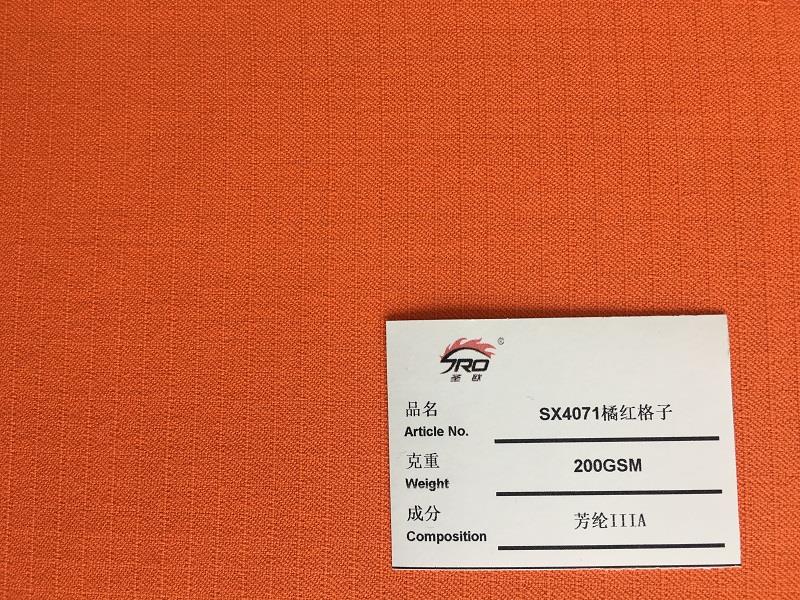 SRO
®
圣欧
品名
SX4071橘红格子
Article No.
克重
200GSM
Weight
成分
芳纶IIIA
Composition